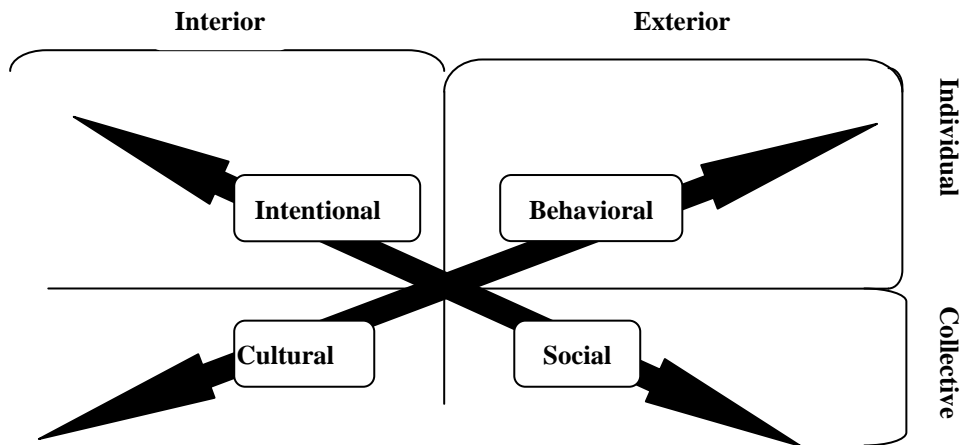 Interior
Exterior
Individual
Intentional
Behavioral
Collective
Cultural
Social